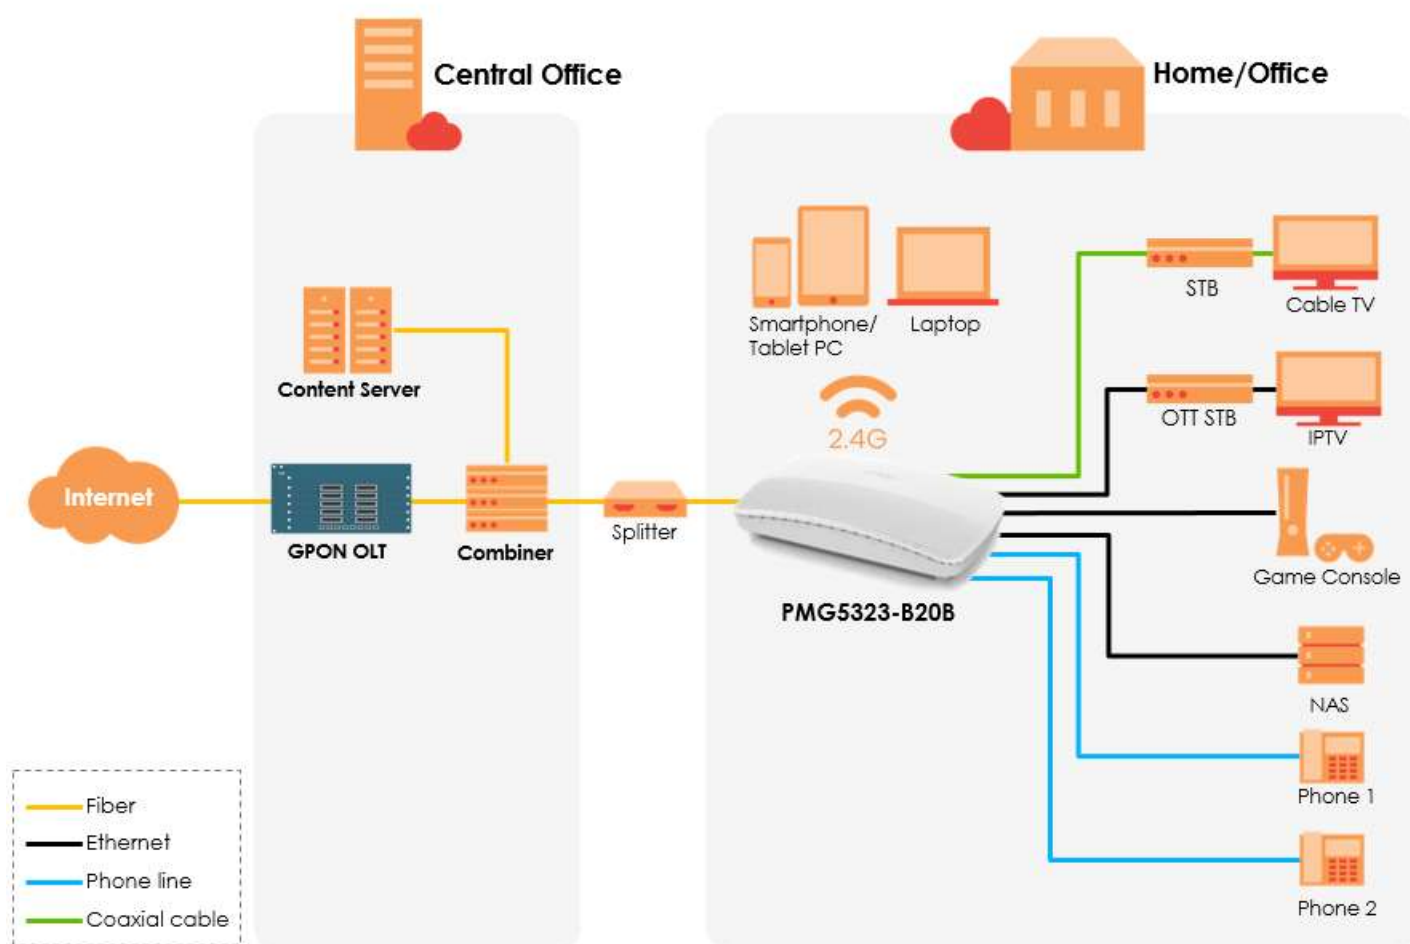 Central Office
Home/Office
Smartphone/
Tablet PC
Laptop
STB
Cable TV
Content Server
2.4G
OTT STB
IPTV
Internet
GPON OLT
Combiner
Splitter
PMG5323-B20B
Game Console
NAS
Phone 1
Phone 2
Fiber
Ethernet
Phone line
Coaxial cable